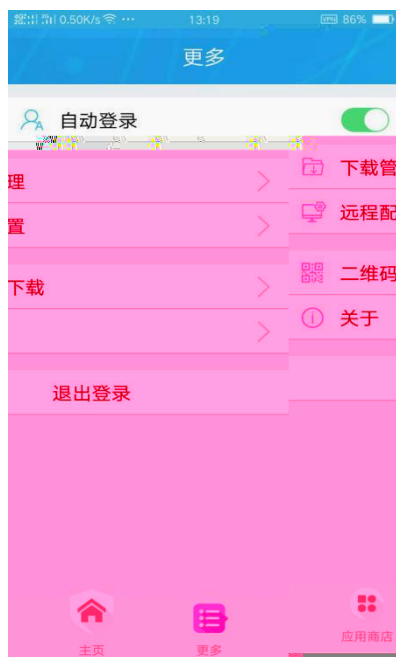 0.50K/s ··· 13:19 VPN 86%
更多
自动登录
理 下载管
置 远程配
下载 二维码
关于
退出登录
主页 更多 应用商店